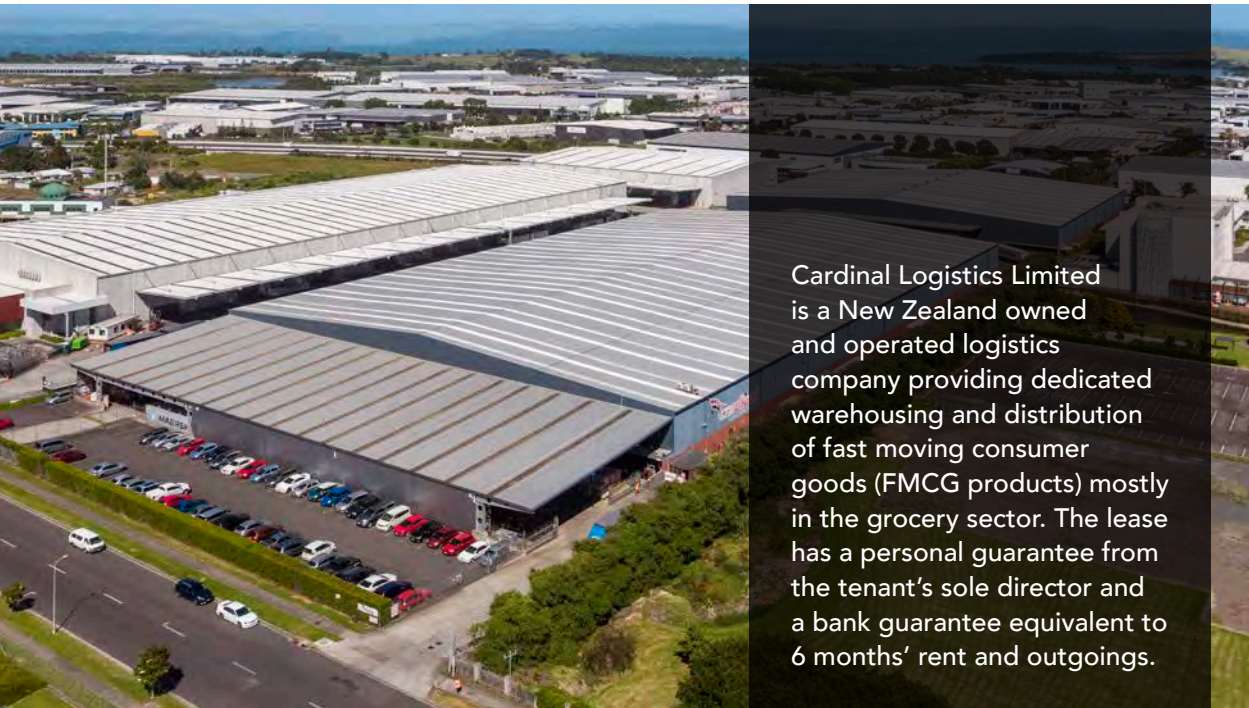 MAERSK
Cardinal Logistics Limited
is a New Zealand owned
and operated logistics
company providing dedicated
warehousing and distribution
of fast moving consumer
goods (FMCG products) mostly
in the grocery sector. The lease
has a personal guarantee from
the tenant’s sole director and
a bank guarantee equivalent to
6 months’ rent and outgoings.